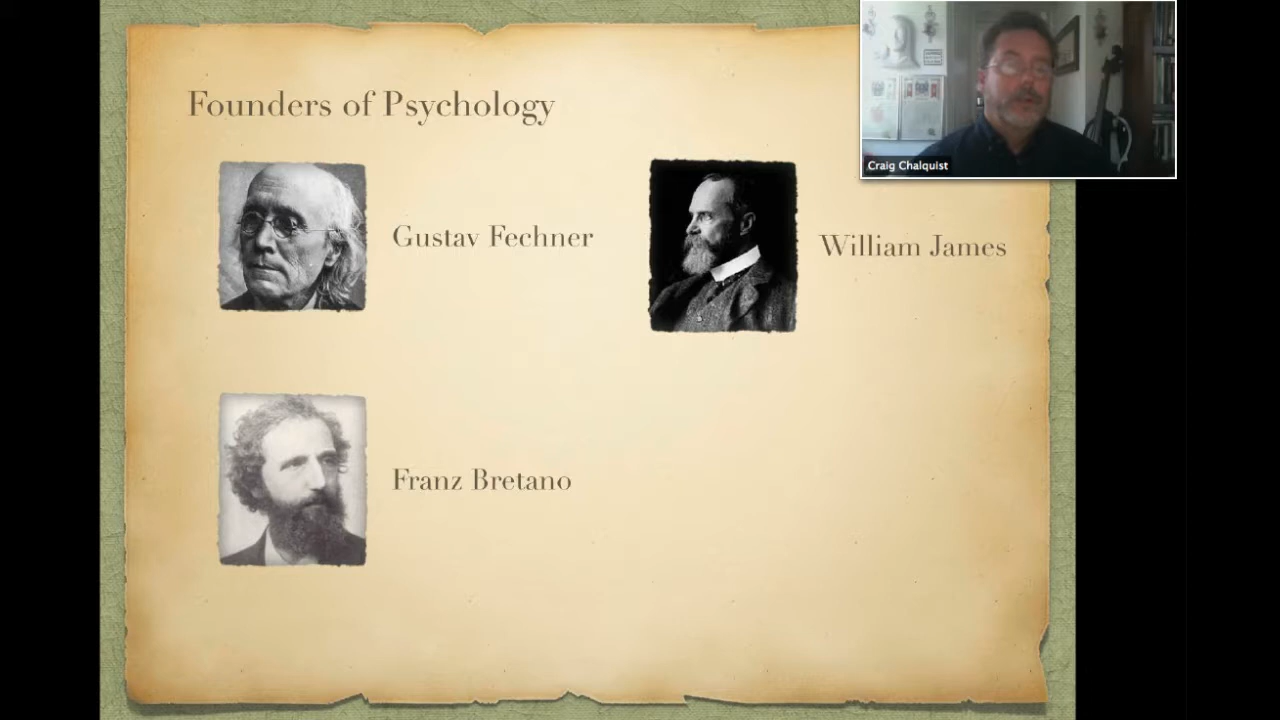 Founders of Psychology
Craig Chalquist
Gustav Fechner
William James
Franz Bretano